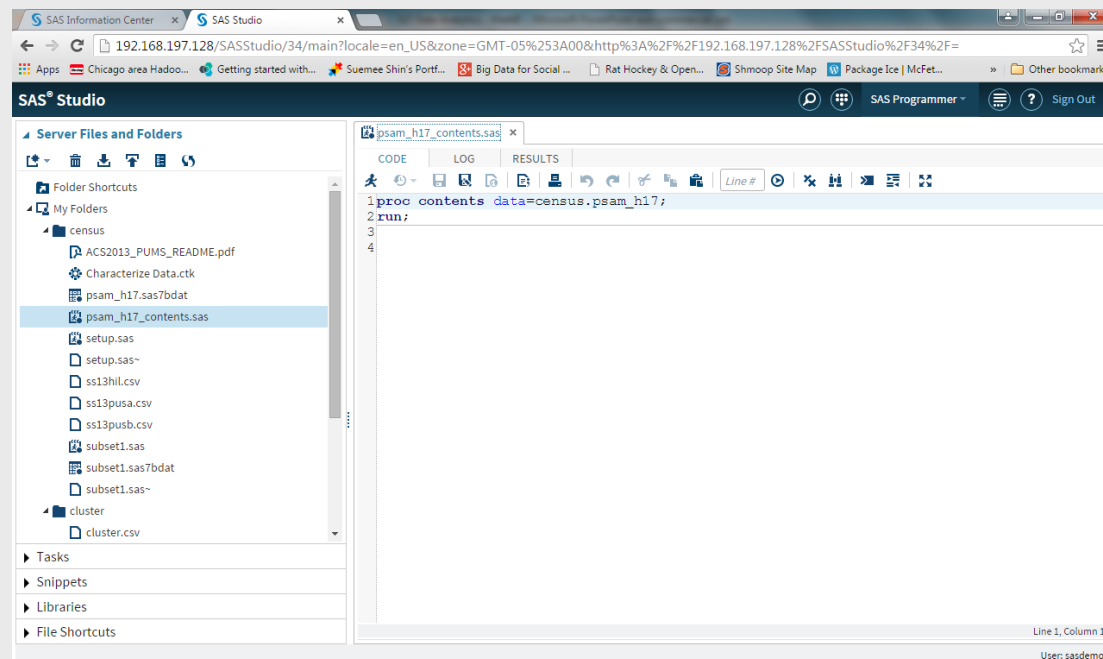 SAS Information Center × SAS Studio ×
192.168.197.128/SASStudio/34/main?locale=en_US&zone=GMT-05%253A00&http%3A%2F%2F192.168.197.128%2FSASStudio%2F34%2F=
Apps Chicago area Hadoo... Getting started with... Suemee Shin's Portf... Big Data for Social ... Rat Hockey & Open... Shmoop Site Map Package Ice | McFet... » Other bookmark
SAS® Studio SAS Programmer Sign Out
Server Files and Folders
Folder Shortcuts
My Folders
census
ACS2013_PUMS_README.pdf
Characterize Data.ctk
psam_h17.sas7bdat
psam_h17_contents.sas
setup.sas
setup.sas~
ss13hil.csv
ss13pusa.csv
ss13pusb.csv
subset1.sas
subset1.sas7bdat
subset1.sas~
cluster
cluster.csv
Tasks
Snippets
Libraries
File Shortcuts
psam_h17_contents.sas ×
CODE LOG RESULTS
Line #
1 proc contents data=census.psam_h17;
2 run;
3
4
Line 1, Column 1
User: sasdemo